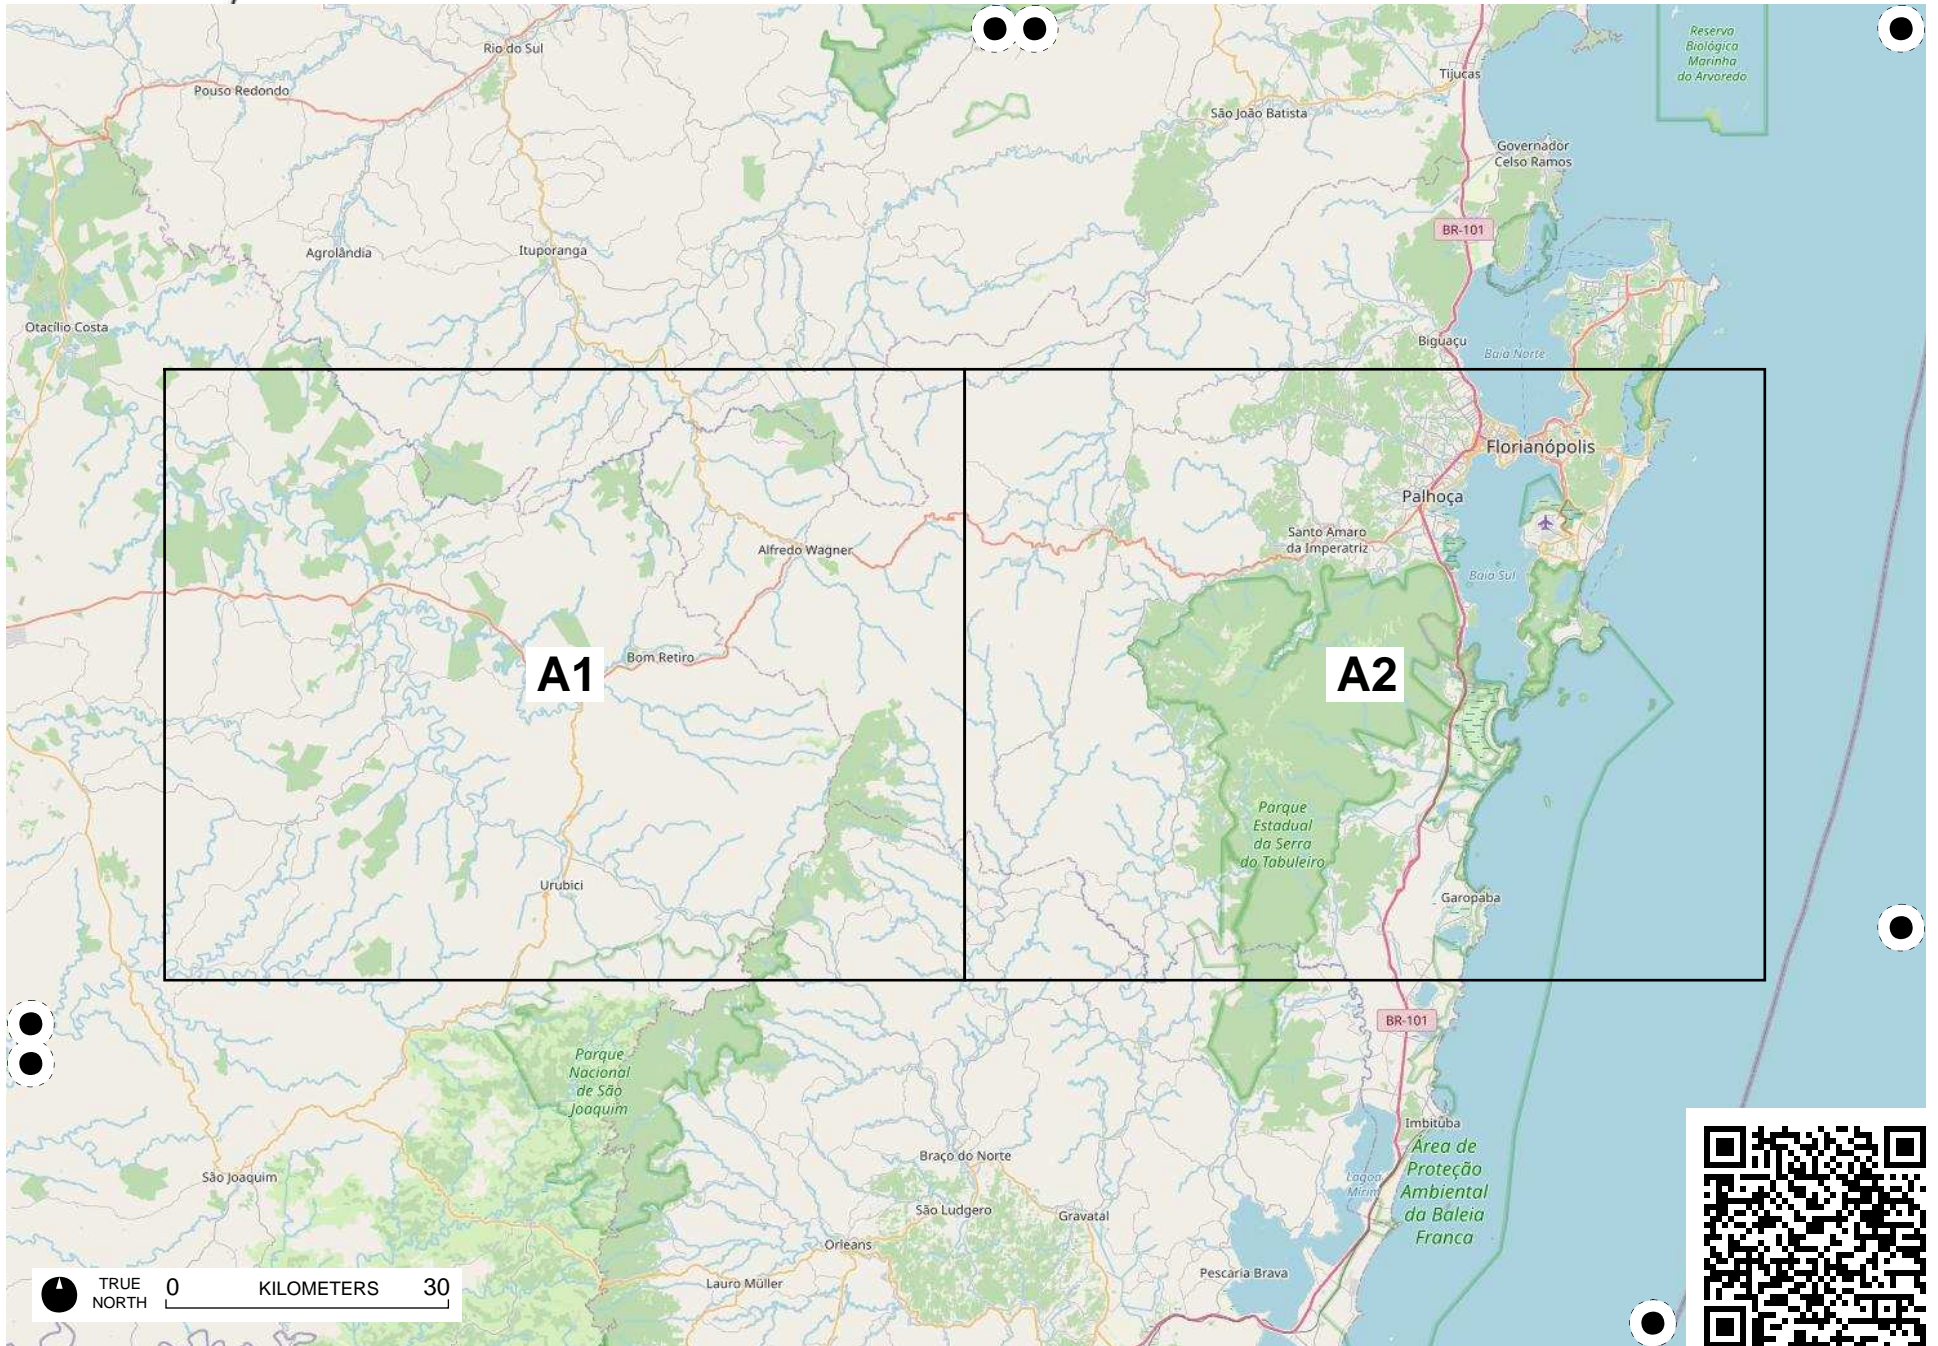 Rio do Sul
Pouso Redondo
Reserva
Biológica
Marinha
do Arvoredo
Tijucas
São João Batista
Governador
Celso Ramos
BR-101
Agrolândia
Ituporanga
Otacílio Costa
Biguaçu
Baía Norte
Florianópolis
Palhoça
Santo Amaro
da Imperatriz
Alfredo Wagner
Baía Sul
Bom Retiro
A1
A2
Parque
Estadual
da Serra
do Tabuleiro
Urubici
Garopaba
BR-101
Parque
Nacional
de São
Joaquim
Imbituba
Área de
Proteção
Ambiental
da Baleia
Franca
Braço do Norte
São Joaquim
Lagoa
Mirim
São Ludgero
Gravatal
Orleans
Lauro Müller
Pescaria Brava
TRUE
NORTH
0 KILOMETERS 30